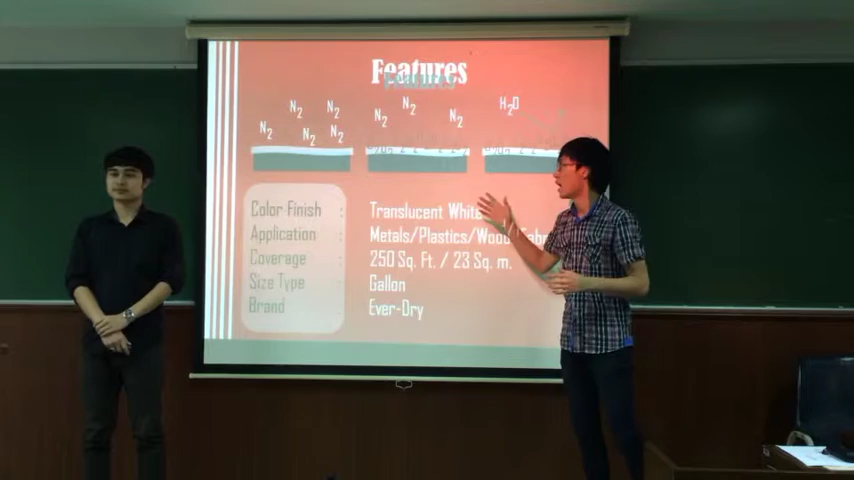 Features
N2 N2 N2 N2 N2
N2 N2 N2
H2O
Color Finish : Translucent White
Application : Metals/Plastics/Wood/Fabr
Coverage : 250 Sq. Ft. / 23 Sq. m.
Size Type : Gallon
Brand : Ever-Dry